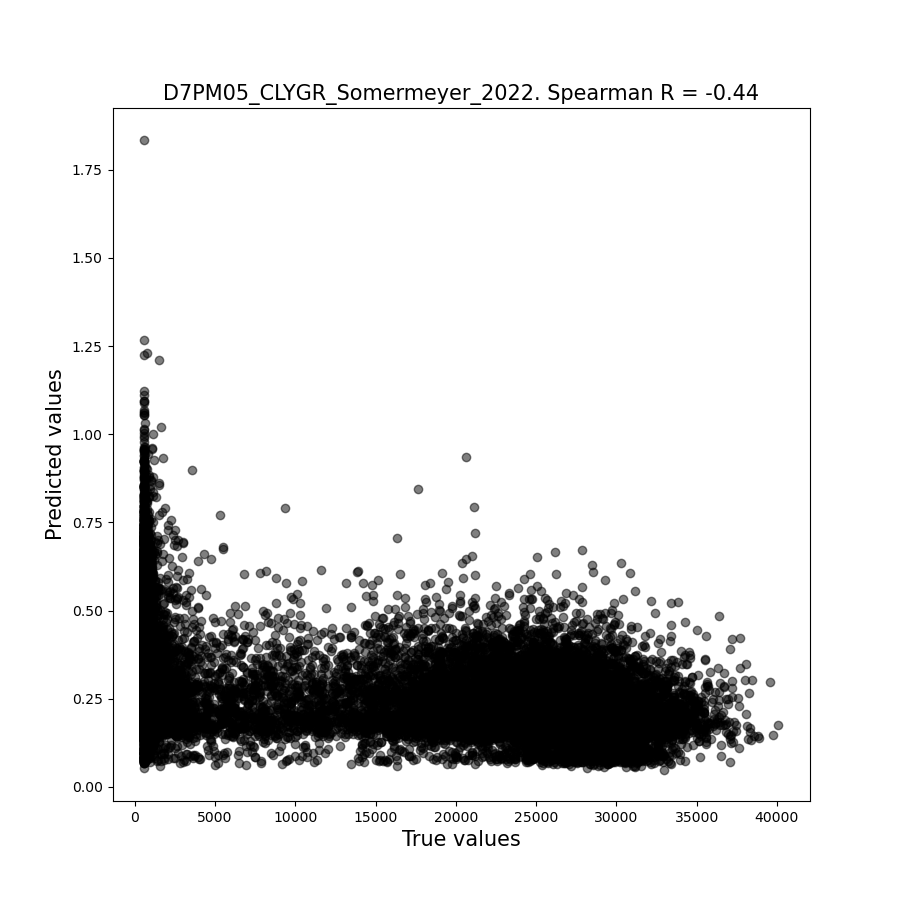 D7PM05_CLYGR_Somermeyer_2022. Spearman R = -0.44
1.75
1.50
1.25
1.00
0.75
0.50
0.25
0.00
Predicted values
0 5000 10000 15000 20000 25000 30000 35000 40000
True values